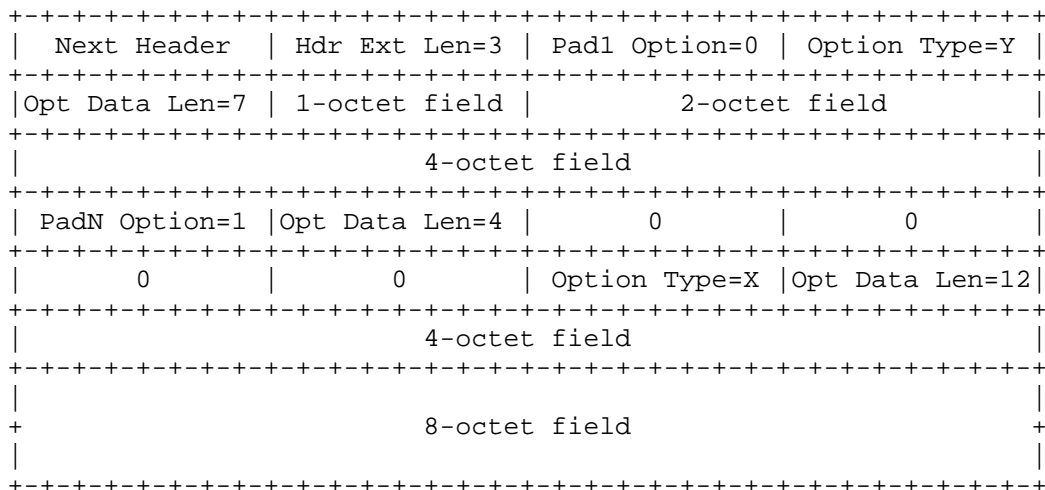 +-+-+-+-+-+-+-+-+-+-+-+-+-+-+-+-+-+-+-+-+-+-+-+-+-+-+-+-+-+-+-+-+
|  Next Header  | Hdr Ext Len=3 | Pad1 Option=0 | Option Type=Y |
+-+-+-+-+-+-+-+-+-+-+-+-+-+-+-+-+-+-+-+-+-+-+-+-+-+-+-+-+-+-+-+-+
|Opt Data Len=7 | 1-octet field |         2-octet field         |
+-+-+-+-+-+-+-+-+-+-+-+-+-+-+-+-+-+-+-+-+-+-+-+-+-+-+-+-+-+-+-+-+
|                         4-octet field                         |
+-+-+-+-+-+-+-+-+-+-+-+-+-+-+-+-+-+-+-+-+-+-+-+-+-+-+-+-+-+-+-+-+
| PadN Option=1 |Opt Data Len=4 |       0       |       0       |
+-+-+-+-+-+-+-+-+-+-+-+-+-+-+-+-+-+-+-+-+-+-+-+-+-+-+-+-+-+-+-+-+
|       0       |       0       | Option Type=X |Opt Data Len=12|
+-+-+-+-+-+-+-+-+-+-+-+-+-+-+-+-+-+-+-+-+-+-+-+-+-+-+-+-+-+-+-+-+
|                         4-octet field                         |
+-+-+-+-+-+-+-+-+-+-+-+-+-+-+-+-+-+-+-+-+-+-+-+-+-+-+-+-+-+-+-+-+
|                                                               |
+                         8-octet field                         +
|                                                               |
+-+-+-+-+-+-+-+-+-+-+-+-+-+-+-+-+-+-+-+-+-+-+-+-+-+-+-+-+-+-+-+-+